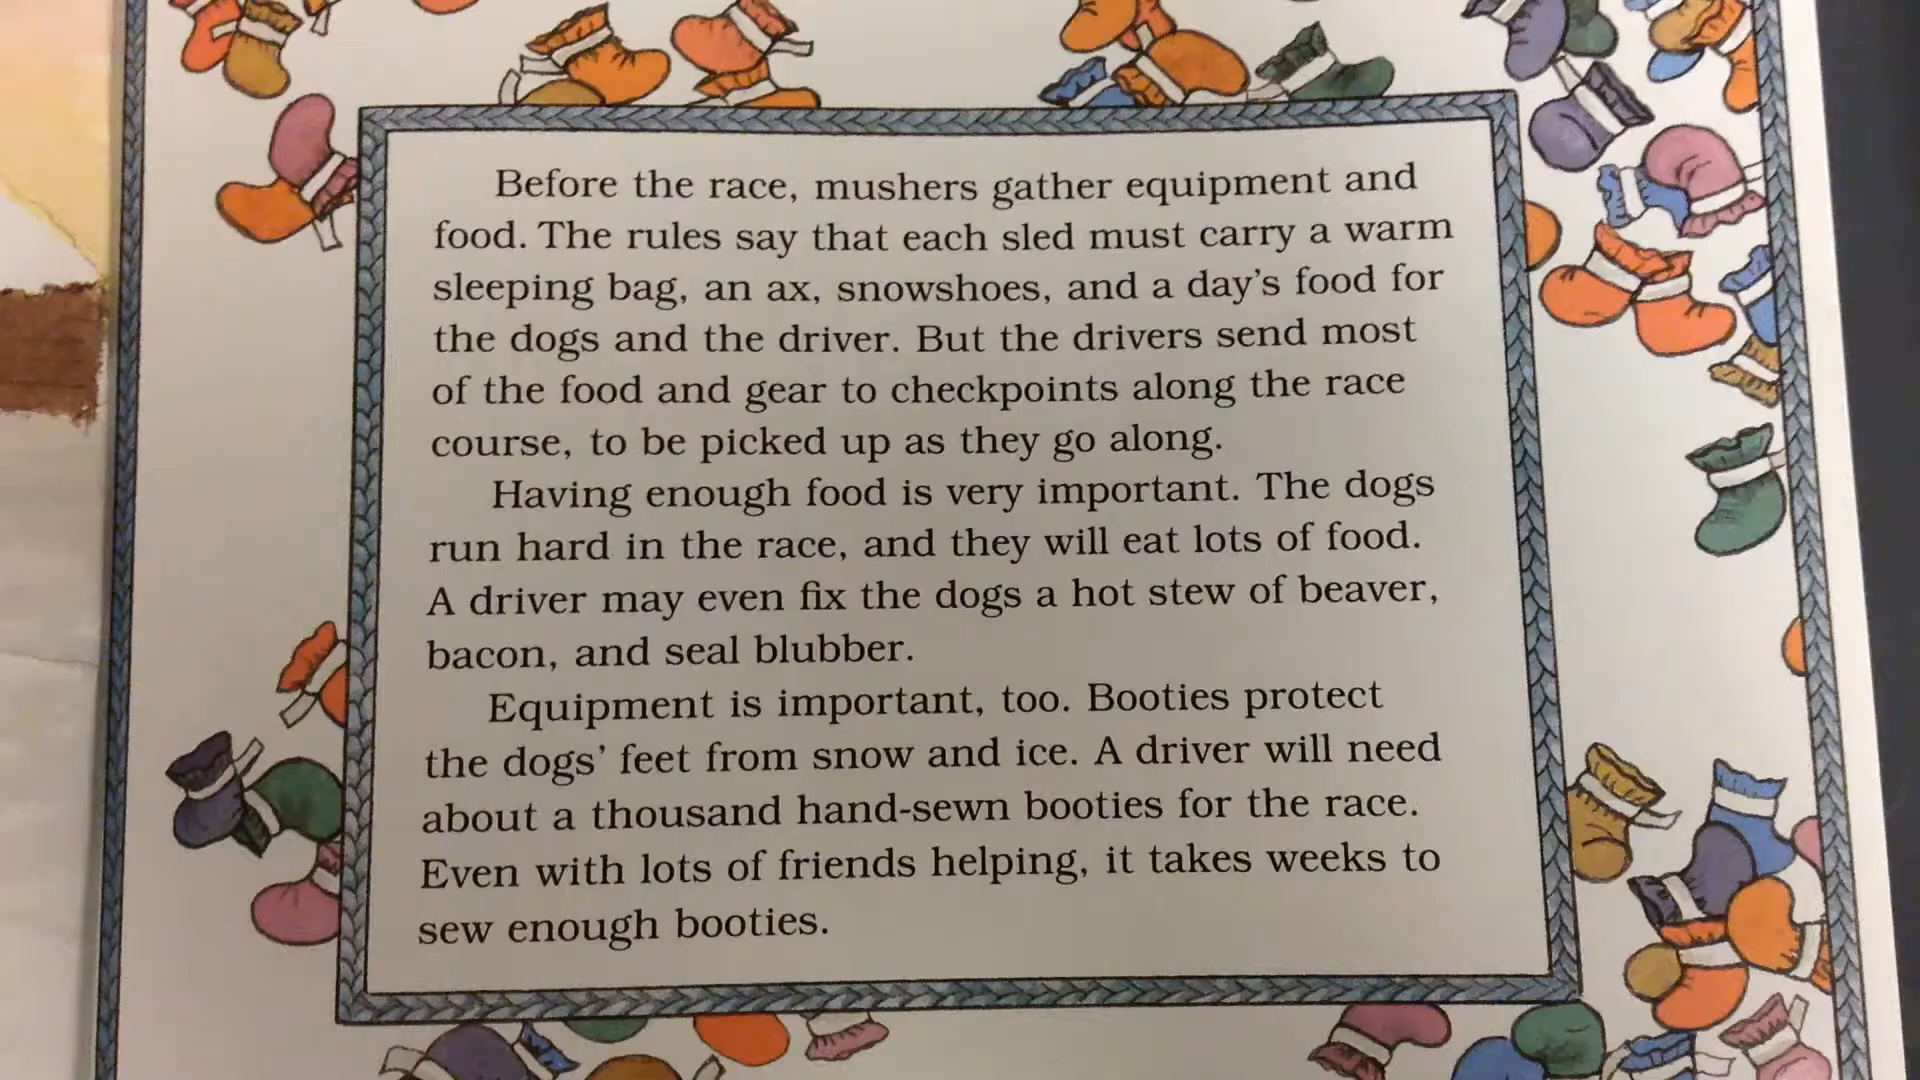 Before the race, mushers gather equipment and
food. The rules say that each sled must carry a warm
sleeping bag, an ax, snowshoes, and a day's food for
the dogs and the driver. But the drivers send most
of the food and gear to checkpoints along the race
course, to be picked up as they go along.
Having enough food is very important. The dogs
run hard in the race, and they will eat lots of food.
A driver may even fix the dogs a hot stew of beaver,
bacon, and seal blubber.
Equipment is important, too. Booties protect
the dogs’ feet from snow and ice. A driver will need
about a thousand hand-sewn booties for the race.
Even with lots of friends helping, it takes weeks to
sew enough booties.